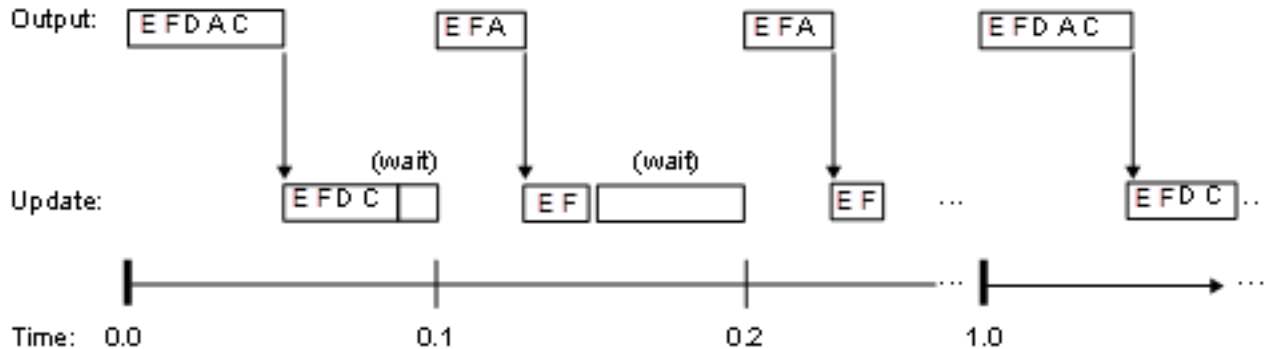 Output: E F D A C E F A E F A E F D A C
(wait) (wait)
Update: E F D C E F E F ... E F D C ..
... ...
Time: 0.0 0.1 0.2 1.0